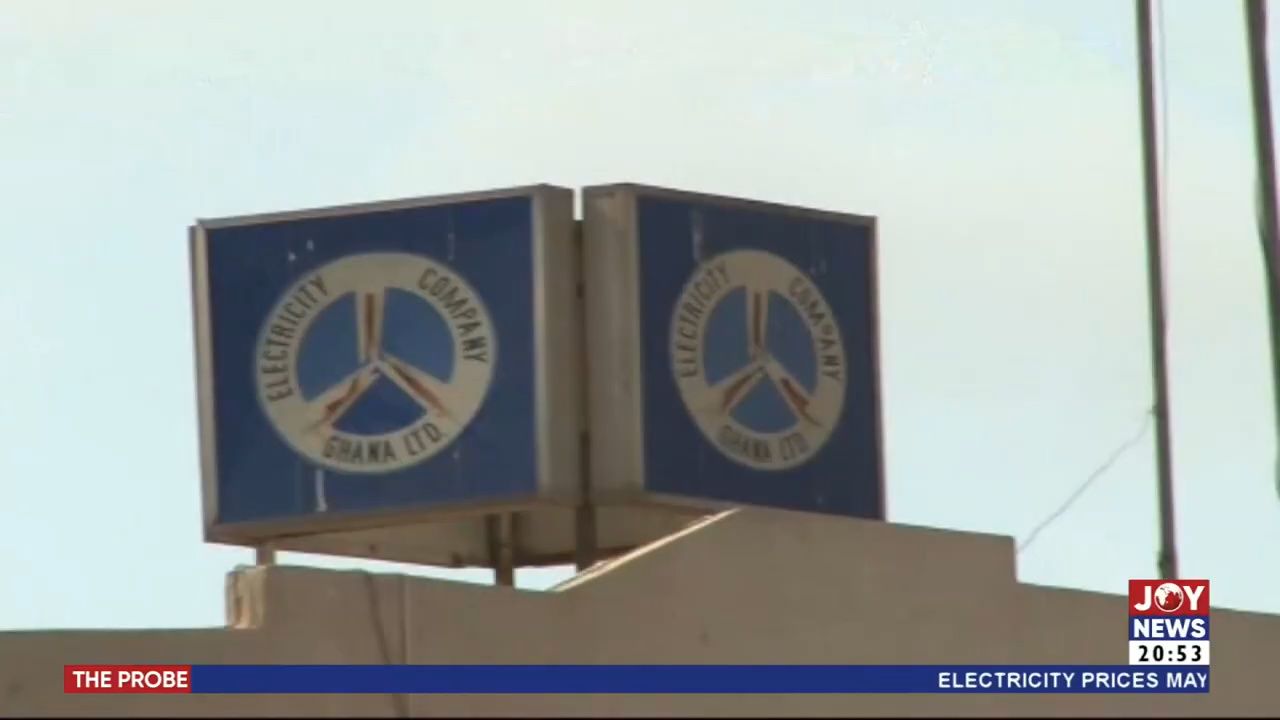 ELECTRICITY COMPANY
GHANA LTD
ELECTRICITY COMPANY
GHANA LTD
JOY
NEWS
20:53
THE PROBE
ELECTRICITY PRICES MAY